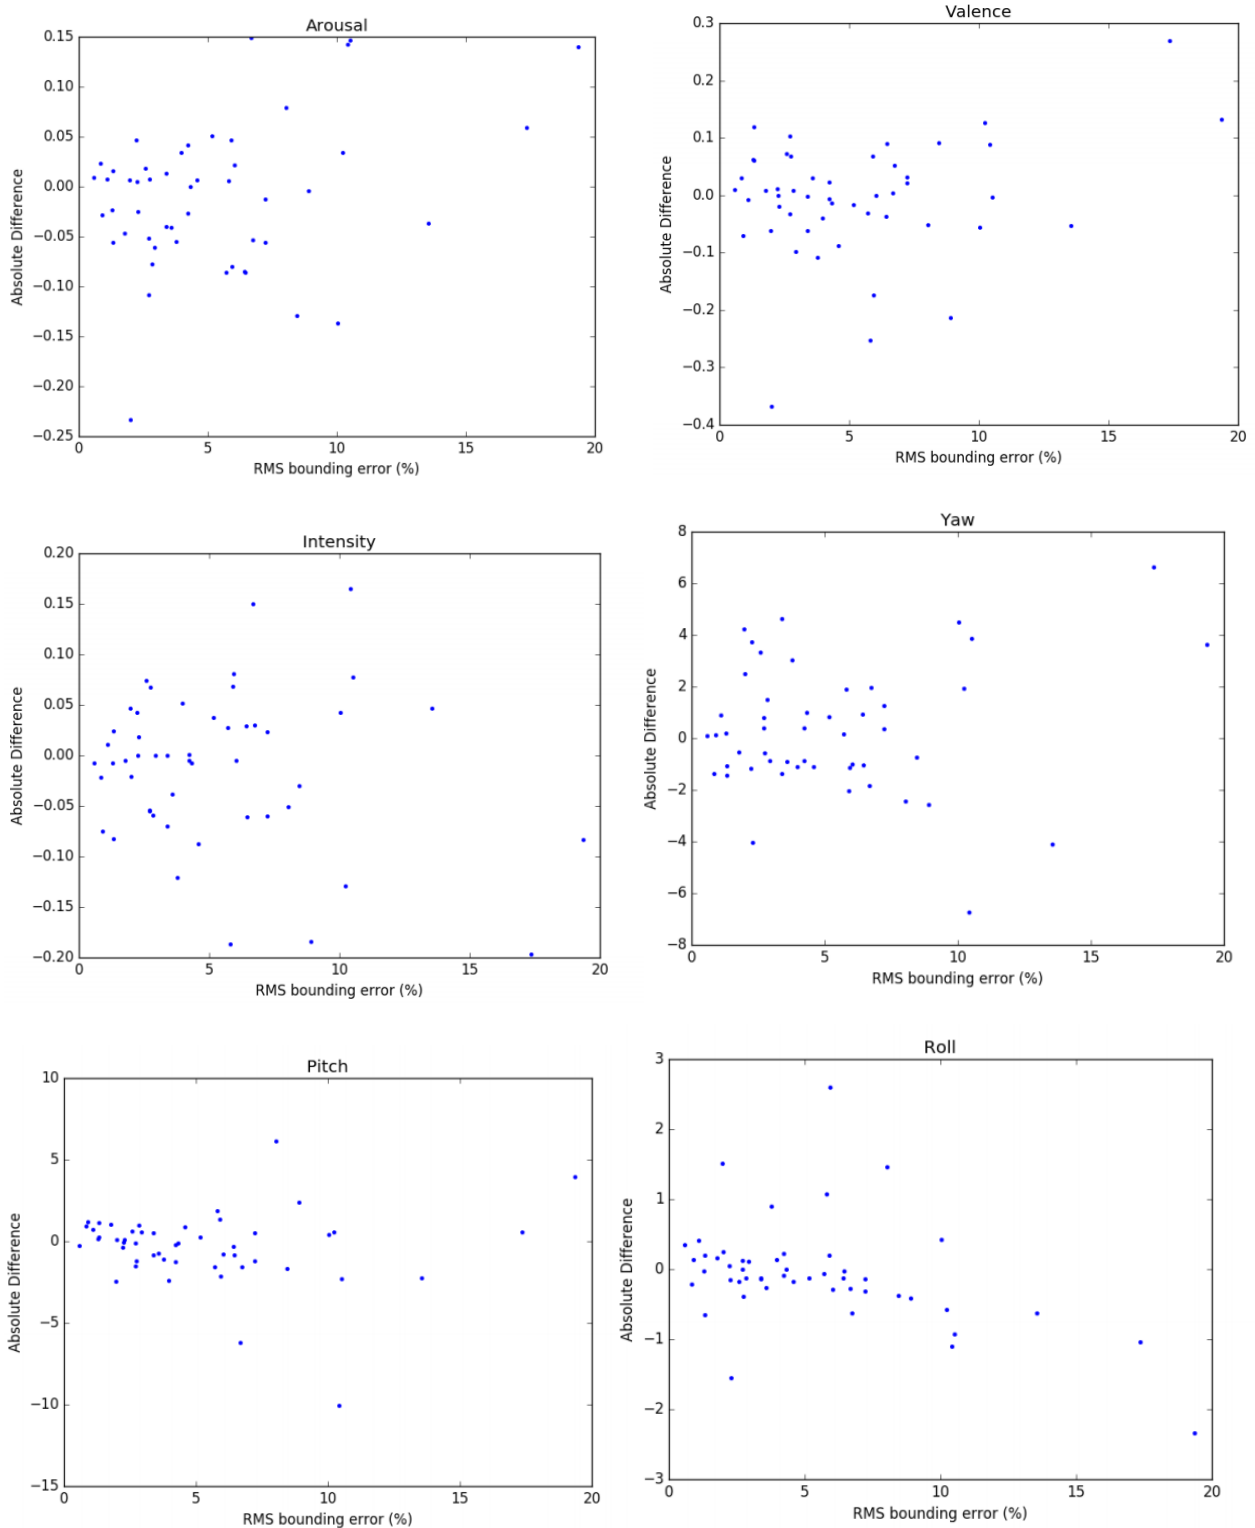 Arousal
0.15
0.10
0.05
0.00
−0.05
−0.10
−0.15
−0.20
−0.25
0 5 10 15 20
Absolute Difference
RMS bounding error (%)
Valence
0.3
0.2
0.1
0.0
−0.1
−0.2
−0.3
−0.4
0 5 10 15 20
Absolute Difference
RMS bounding error (%)
Intensity
0.20
0.15
0.10
0.05
0.00
−0.05
−0.10
−0.15
−0.20
0 5 10 15 20
Absolute Difference
RMS bounding error (%)
Yaw
8
6
4
2
0
−2
−4
−6
−8
0 5 10 15 20
Absolute Difference
RMS bounding error (%)
Pitch
10
5
0
−5
−10
−15
0 5 10 15 20
Absolute Difference
RMS bounding error (%)
Roll
3
2
1
0
−1
−2
−3
0 5 10 15 20
Absolute Difference
RMS bounding error (%)